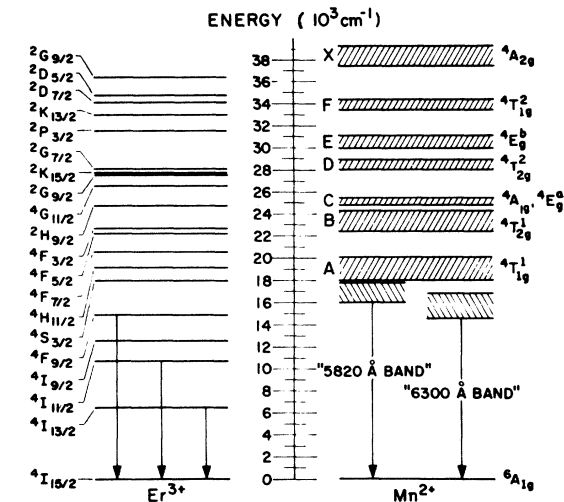 ENERGY ( 10³cm⁻¹)
²G₉/₂
²D₅/₂
²D₇/₂
²K₁₃/₂
²P₃/₂
²G₇/₂
²K₁₅/₂
²G₉/₂
⁴G₁₁/₂
²H₉/₂
⁴F₃/₂
⁴F₅/₂
⁴F₇/₂
⁴H₁₁/₂
⁴S₃/₂
⁴F₉/₂
⁴I₉/₂
⁴I₁₁/₂
⁴I₁₃/₂
⁴I₁₅/₂
Er³⁺
38
36
34
32
30
28
26
24
22
20
18
16
14
12
10
8
6
4
2
0
X ⁴A₂g
F ⁴T²₁g
E ⁴Eᵇg
D ⁴T²₂g
C ⁴A₁g, ⁴Eᵃg
B ⁴T¹₂g
A ⁴T¹₁g
"5820 Å BAND"
"6300 Å BAND"
⁶A₁g
Mn²⁺